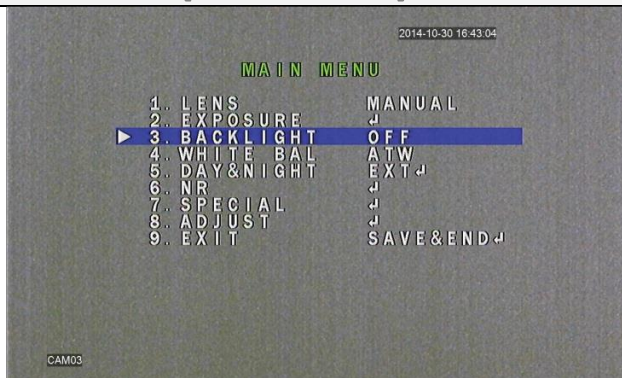 2014-10-30 16:43:04
MAIN MENU
1. LENS MANUAL
2. EXPOSURE ↲
3. BACKLIGHT OFF
4. WHITE BAL ATW
5. DAY&NIGHT EXT↲
6. NR ↲
7. SPECIAL ↲
8. ADJUST ↲
9. EXIT SAVE&END↲
CAM03